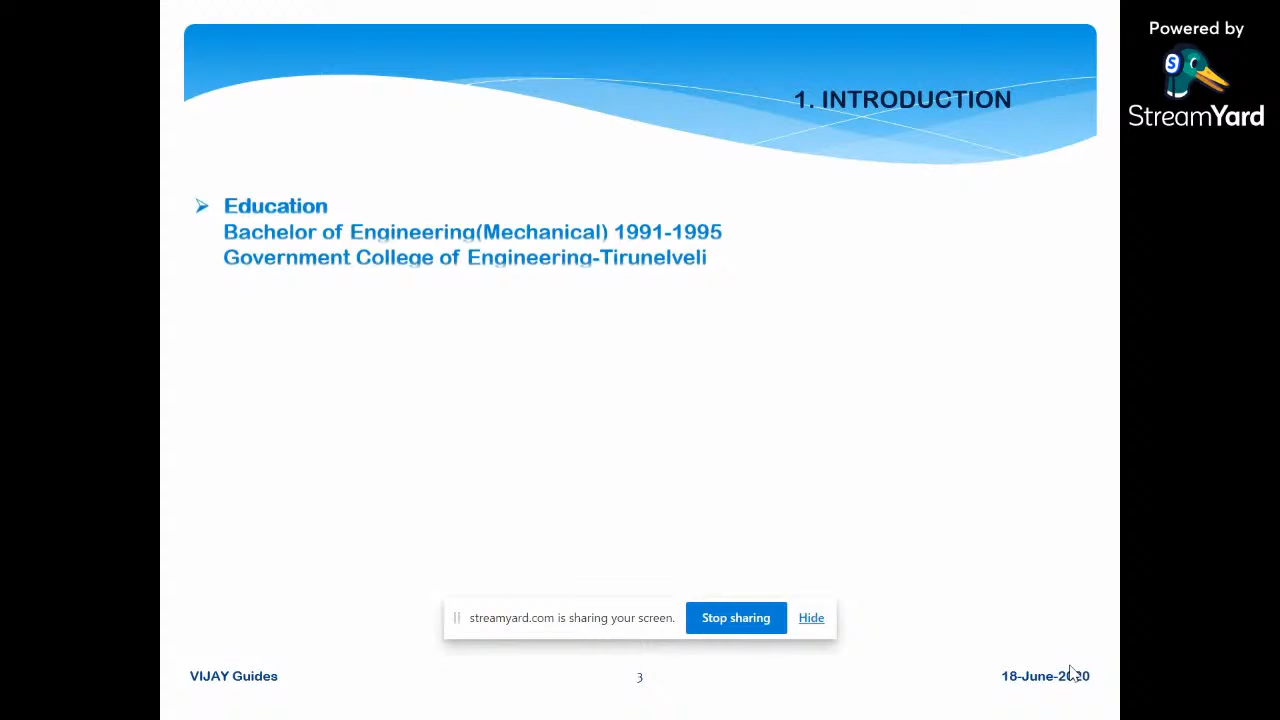 Powered by
StreamYard
1. INTRODUCTION
Education
Bachelor of Engineering(Mechanical) 1991-1995
Government College of Engineering-Tirunelveli
streamyard.com is sharing your screen. Stop sharing Hide
VIJAY Guides 3 18-June-2020